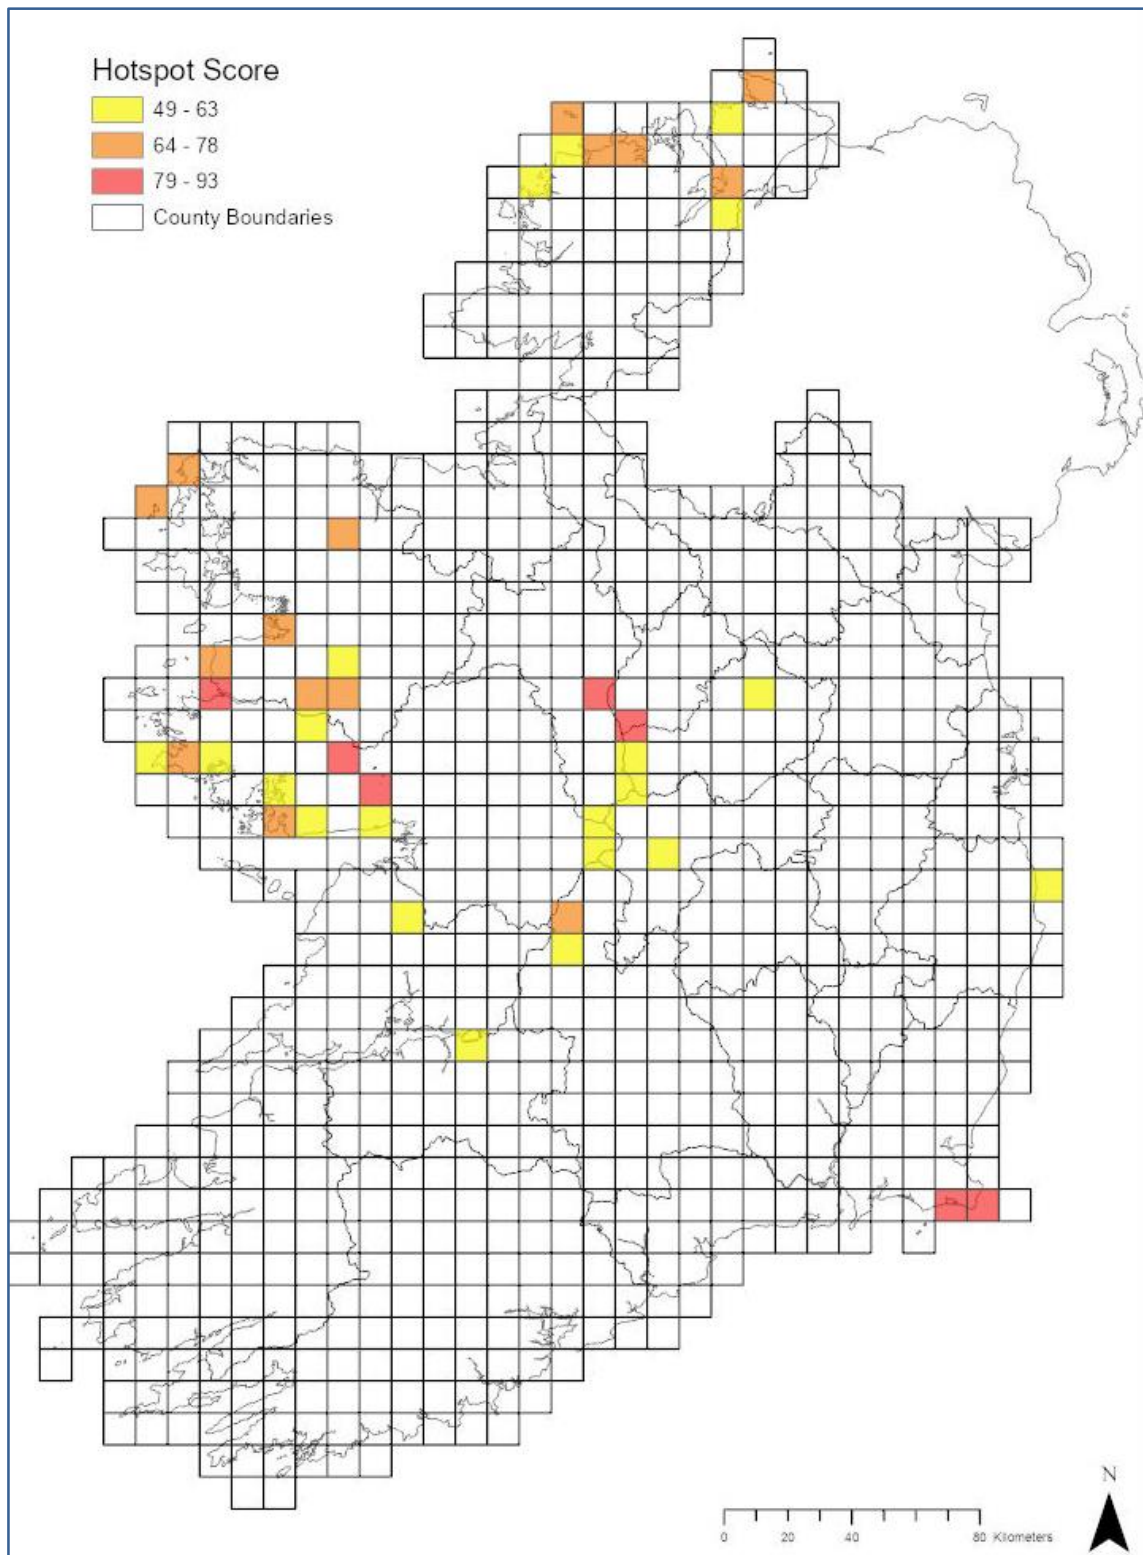 Hotspot Score
49 - 63
64 - 78
79 - 93
County Boundaries
N
0 20 40 80 Kilometers